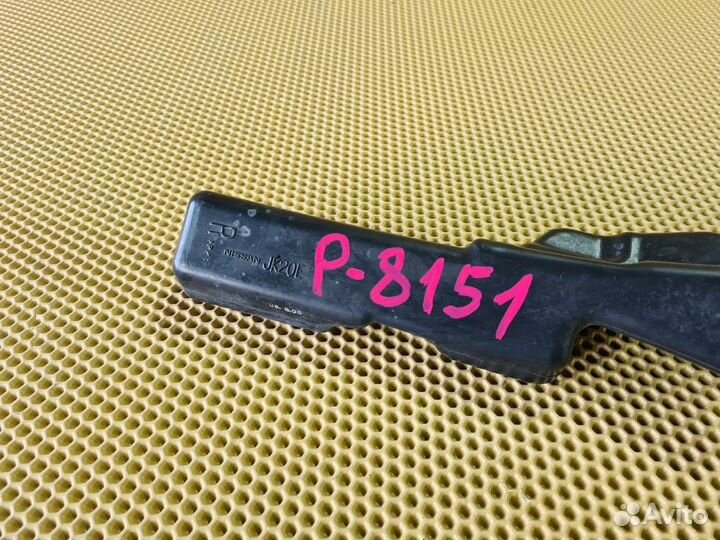 R
NISSAN JK20E
P-8151
Avito